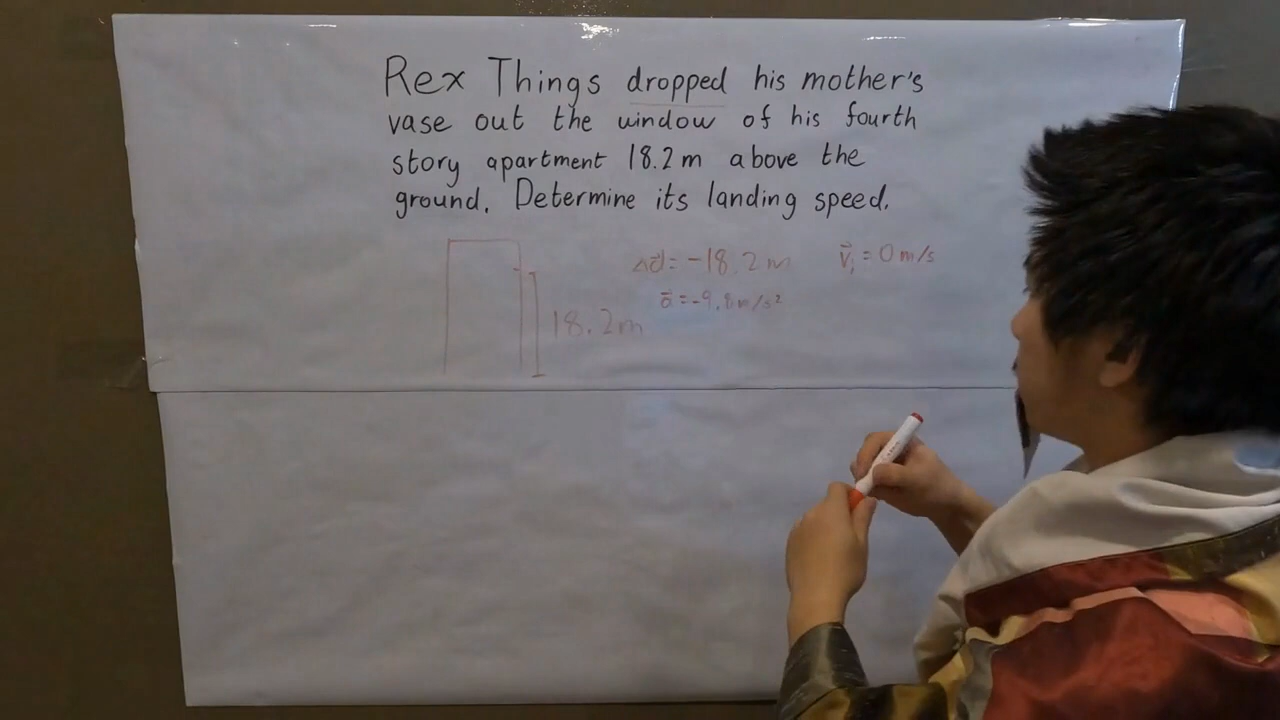 Rex Things dropped his mother's
vase out the window of his fourth
story apartment 18.2 m above the
ground. Determine its landing speed.
Δd⃗ = -18.2 m
v⃗ᵢ = 0 m/s
a⃗ = -9.8 m/s²
18.2m